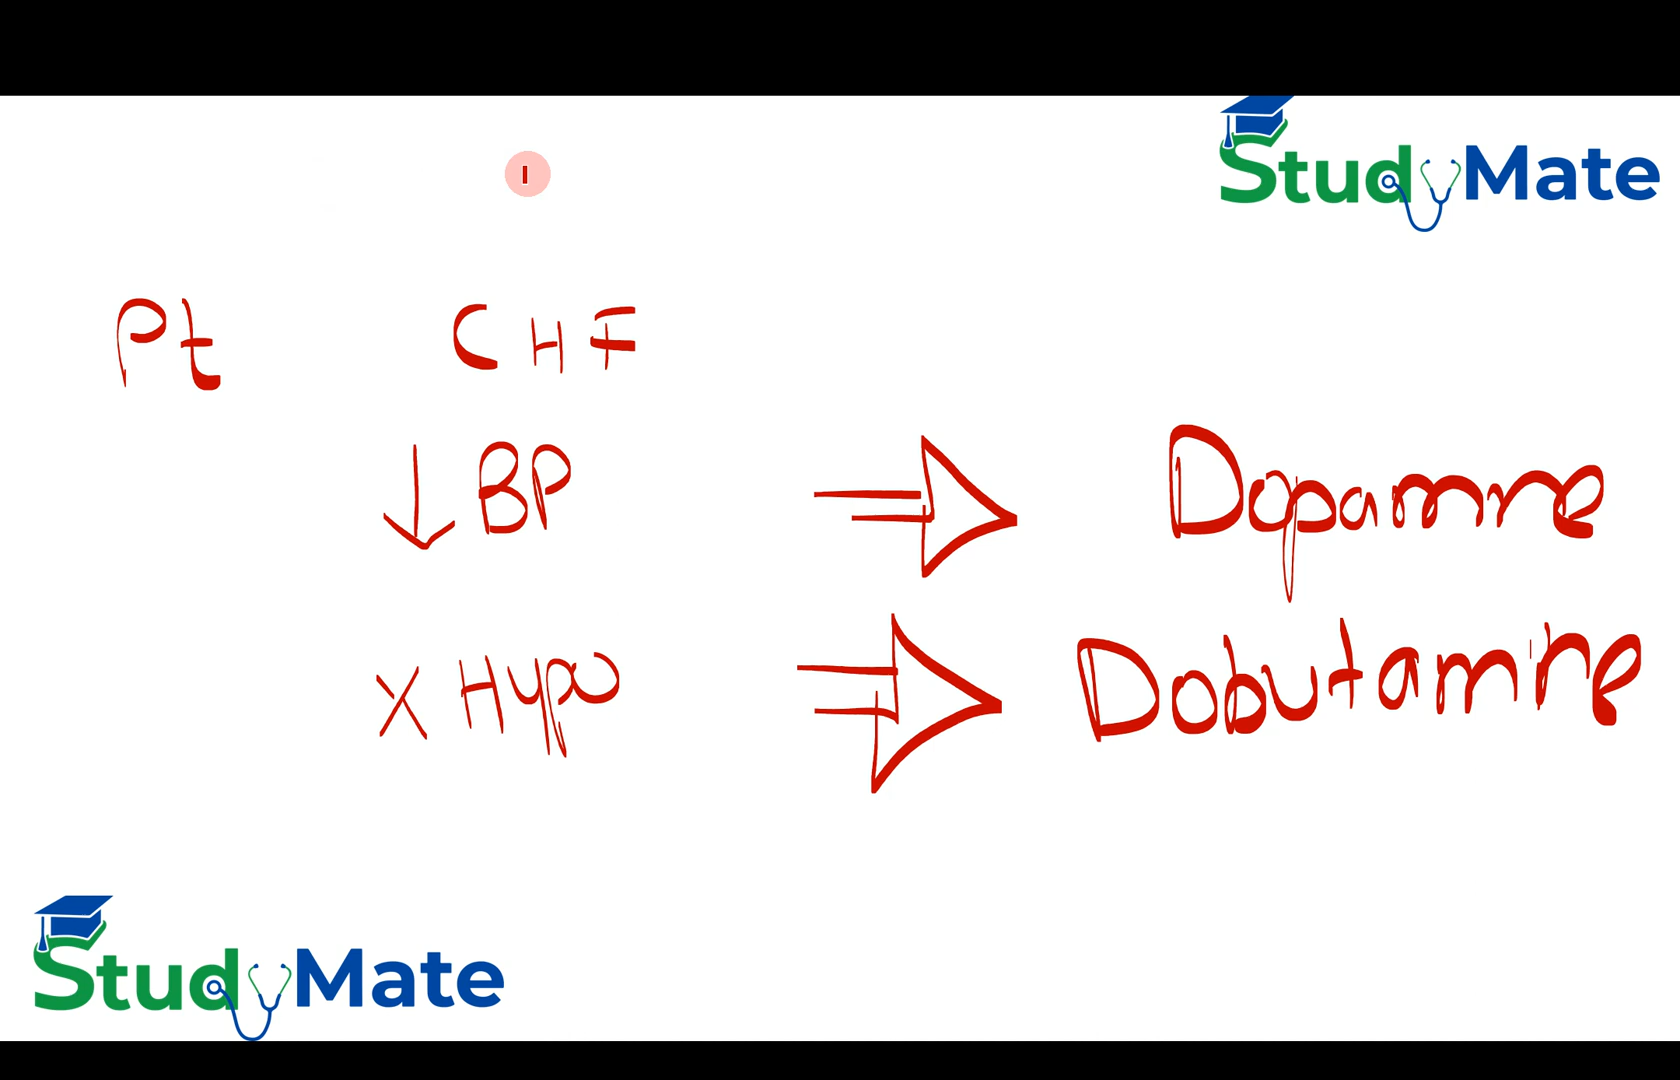 StudyMate
Pt CHF
↓ BP ⇒ Dopamine
X Hypo ⇒ Dobutamine
StudyMate